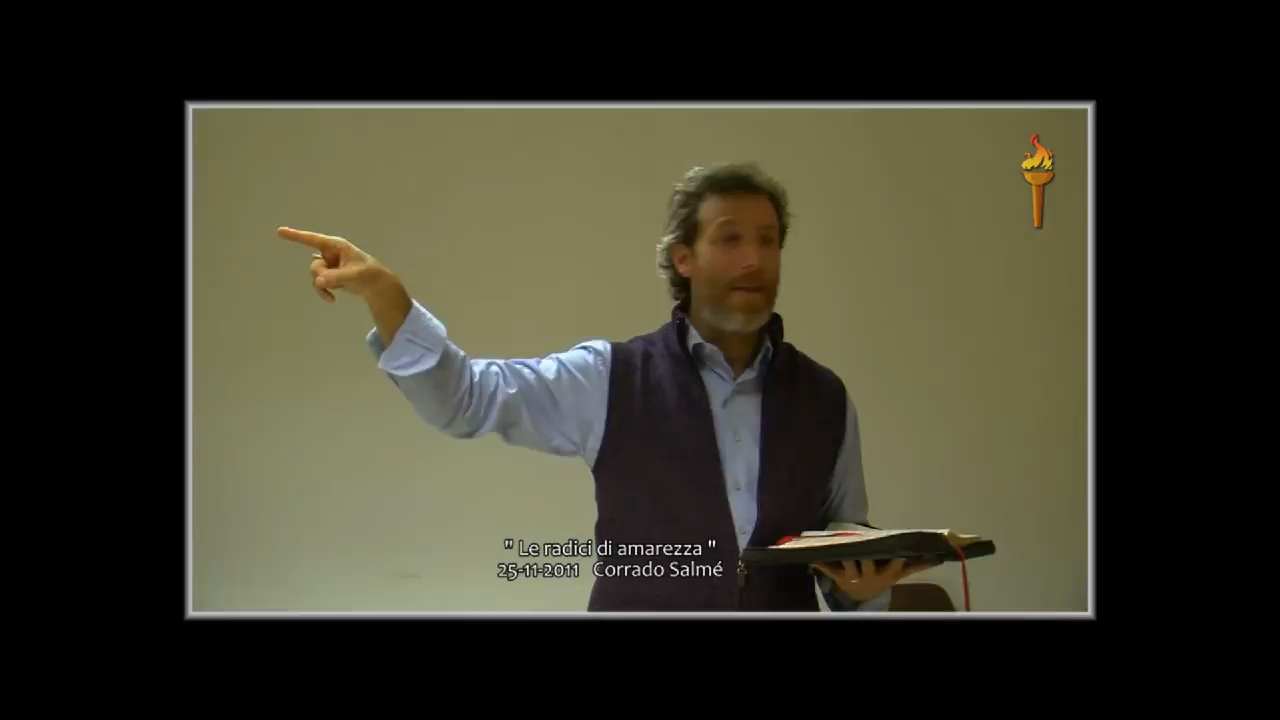 " Le radici di amarezza "
25-11-2011 Corrado Salmé